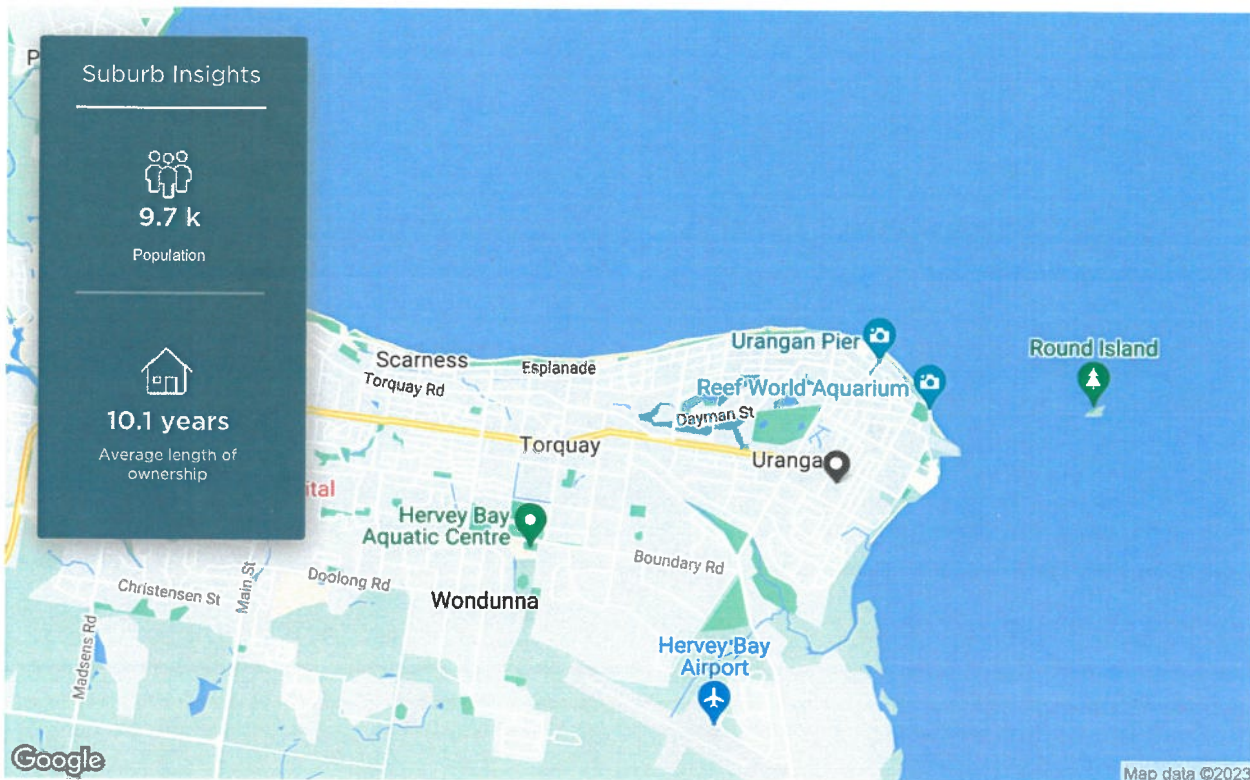 P
Suburb Insights
9.7 k
Population
10.1 years
Average length of
ownership
Scarness
Torquay Rd
Esplanade
Urangan Pier
Reef World Aquarium
Round Island
Dayman St
Torquay
Uranga
ital
Hervey Bay
Aquatic Centre
Boundary Rd
Doolong Rd
Christensen St
Main St
Wondunna
Madsens Rd
Hervey Bay
Airport
Google
Map data ©2023